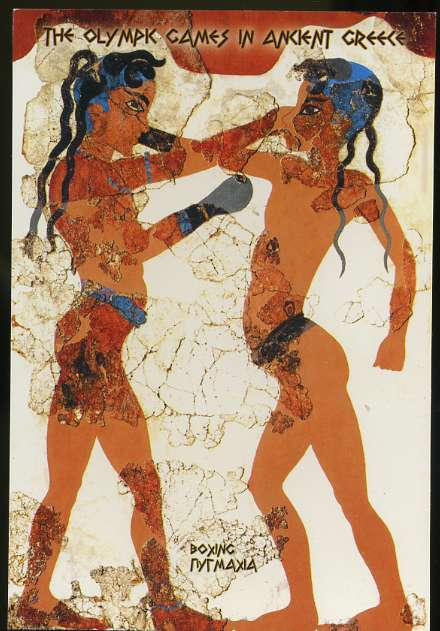 THE OLYMPIC GAMES IN ANCIENT GREECE
BOXING
ΠΥΓΜΑΧΙΑ